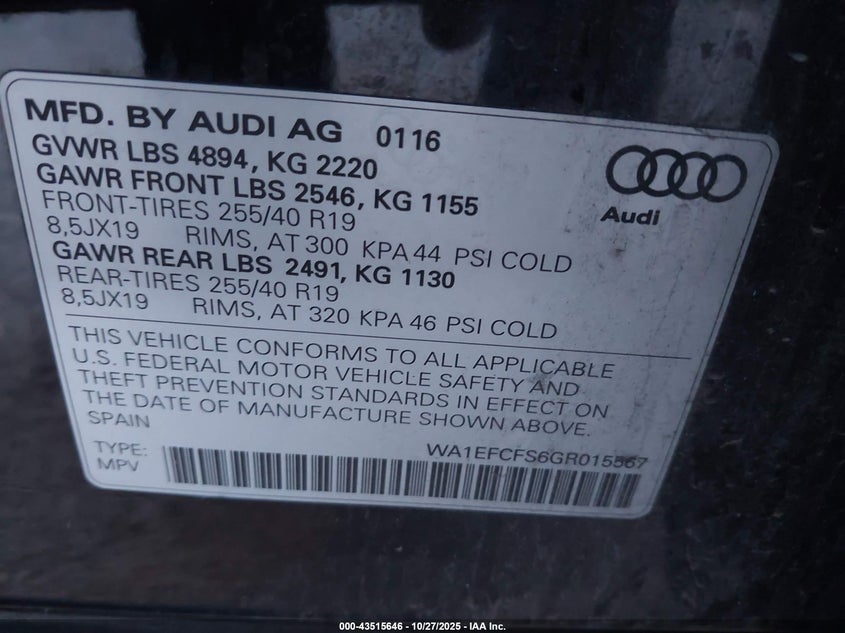 MFD. BY AUDI AG 0116
GVWR LBS 4894, KG 2220
GAWR FRONT LBS 2546, KG 1155
FRONT-TIRES 255/40 R19
8,5JX19 RIMS, AT 300 KPA 44 PSI COLD
GAWR REAR LBS 2491, KG 1130
REAR-TIRES 255/40 R19
8,5JX19 RIMS, AT 320 KPA 46 PSI COLD
Audi
THIS VEHICLE CONFORMS TO ALL APPLICABLE
U.S. FEDERAL MOTOR VEHICLE SAFETY AND
THEFT PREVENTION STANDARDS IN EFFECT ON
THE DATE OF MANUFACTURE SHOWN ABOVE.
SPAIN
TYPE: WA1EFCFS6GR015567
MPV
000-43515646 - 10/27/2025 - IAA Inc.